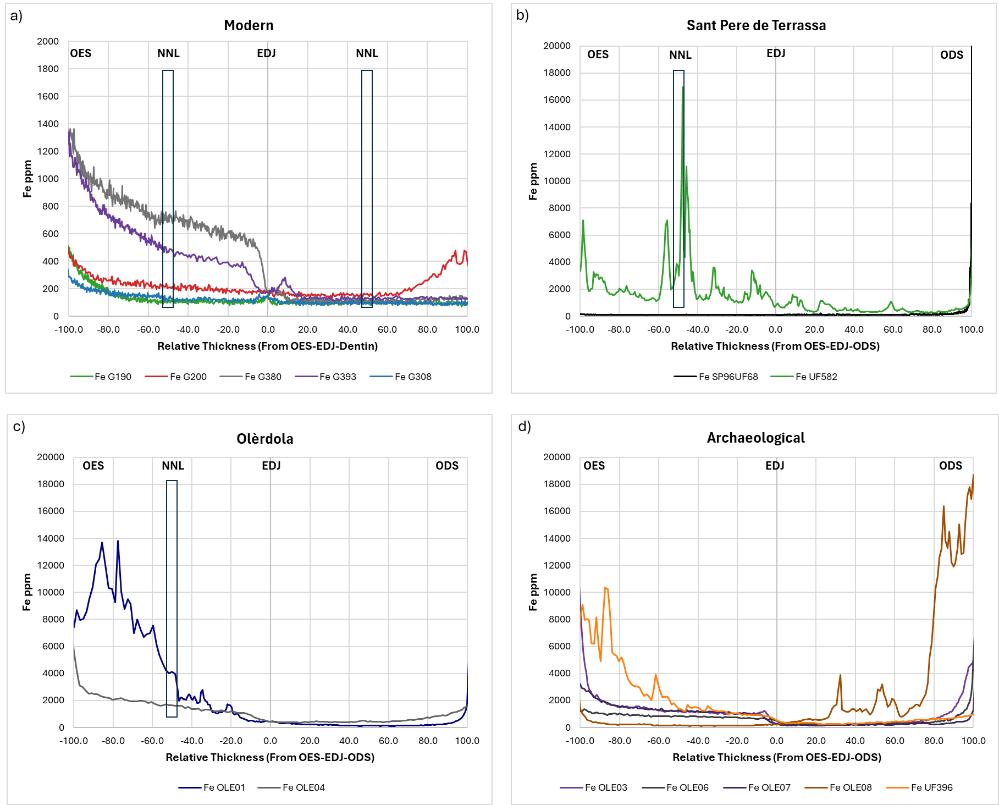 a)
Modern
2000
1800
1600
1400
1200
1000
800
600
400
200
0
Fe ppm
OES NNL EDJ NNL
-100.0 -80.0 -60.0 -40.0 -20.0 0.0 20.0 40.0 60.0 80.0 100.0
Relative Thickness (From OES-EDJ-Dentin)
Fe G190 Fe G200 Fe G380 Fe G393 Fe G308
b)
Sant Pere de Terrassa
20000
18000
16000
14000
12000
10000
8000
6000
4000
2000
0
Fe ppm
OES NNL EDJ ODS
-100.0 -80.0 -60.0 -40.0 -20.0 0.0 20.0 40.0 60.0 80.0 100.0
Relative Thickness (From OES-EDJ-ODS)
Fe SP96UF68 Fe UF582
c)
Olèrdola
20000
18000
16000
14000
12000
10000
8000
6000
4000
2000
0
Fe ppm
OES NNL EDJ ODS
-100.0 -80.0 -60.0 -40.0 -20.0 0.0 20.0 40.0 60.0 80.0 100.0
Relative Thickness (From OES-EDJ-ODS)
Fe OLE01 Fe OLE04
d)
Archaeological
20000
18000
16000
14000
12000
10000
8000
6000
4000
2000
0
Fe ppm
OES EDJ ODS
-100.0 -80.0 -60.0 -40.0 -20.0 0.0 20.0 40.0 60.0 80.0 100.0
Relative Thickness (From OES-EDJ-ODS)
Fe OLE03 Fe OLE06 Fe OLE07 Fe OLE08 Fe UF396